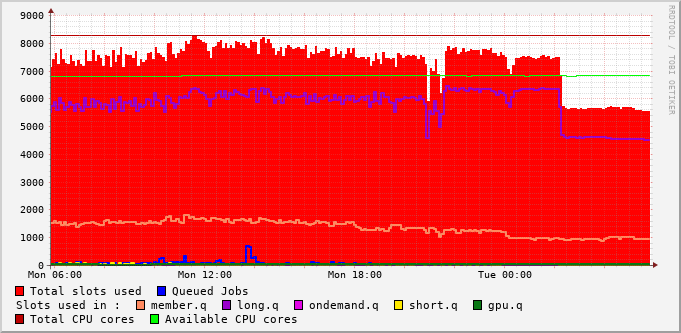 9000
8000
7000
6000
5000
4000
3000
2000
1000
0
Mon 06:00 Mon 12:00 Mon 18:00 Tue 00:00
Total slots used Queued Jobs
Slots used in : member.q long.q ondemand.q short.q gpu.q
Total CPU cores Available CPU cores
RRDTOOL / TOBI OETIKER